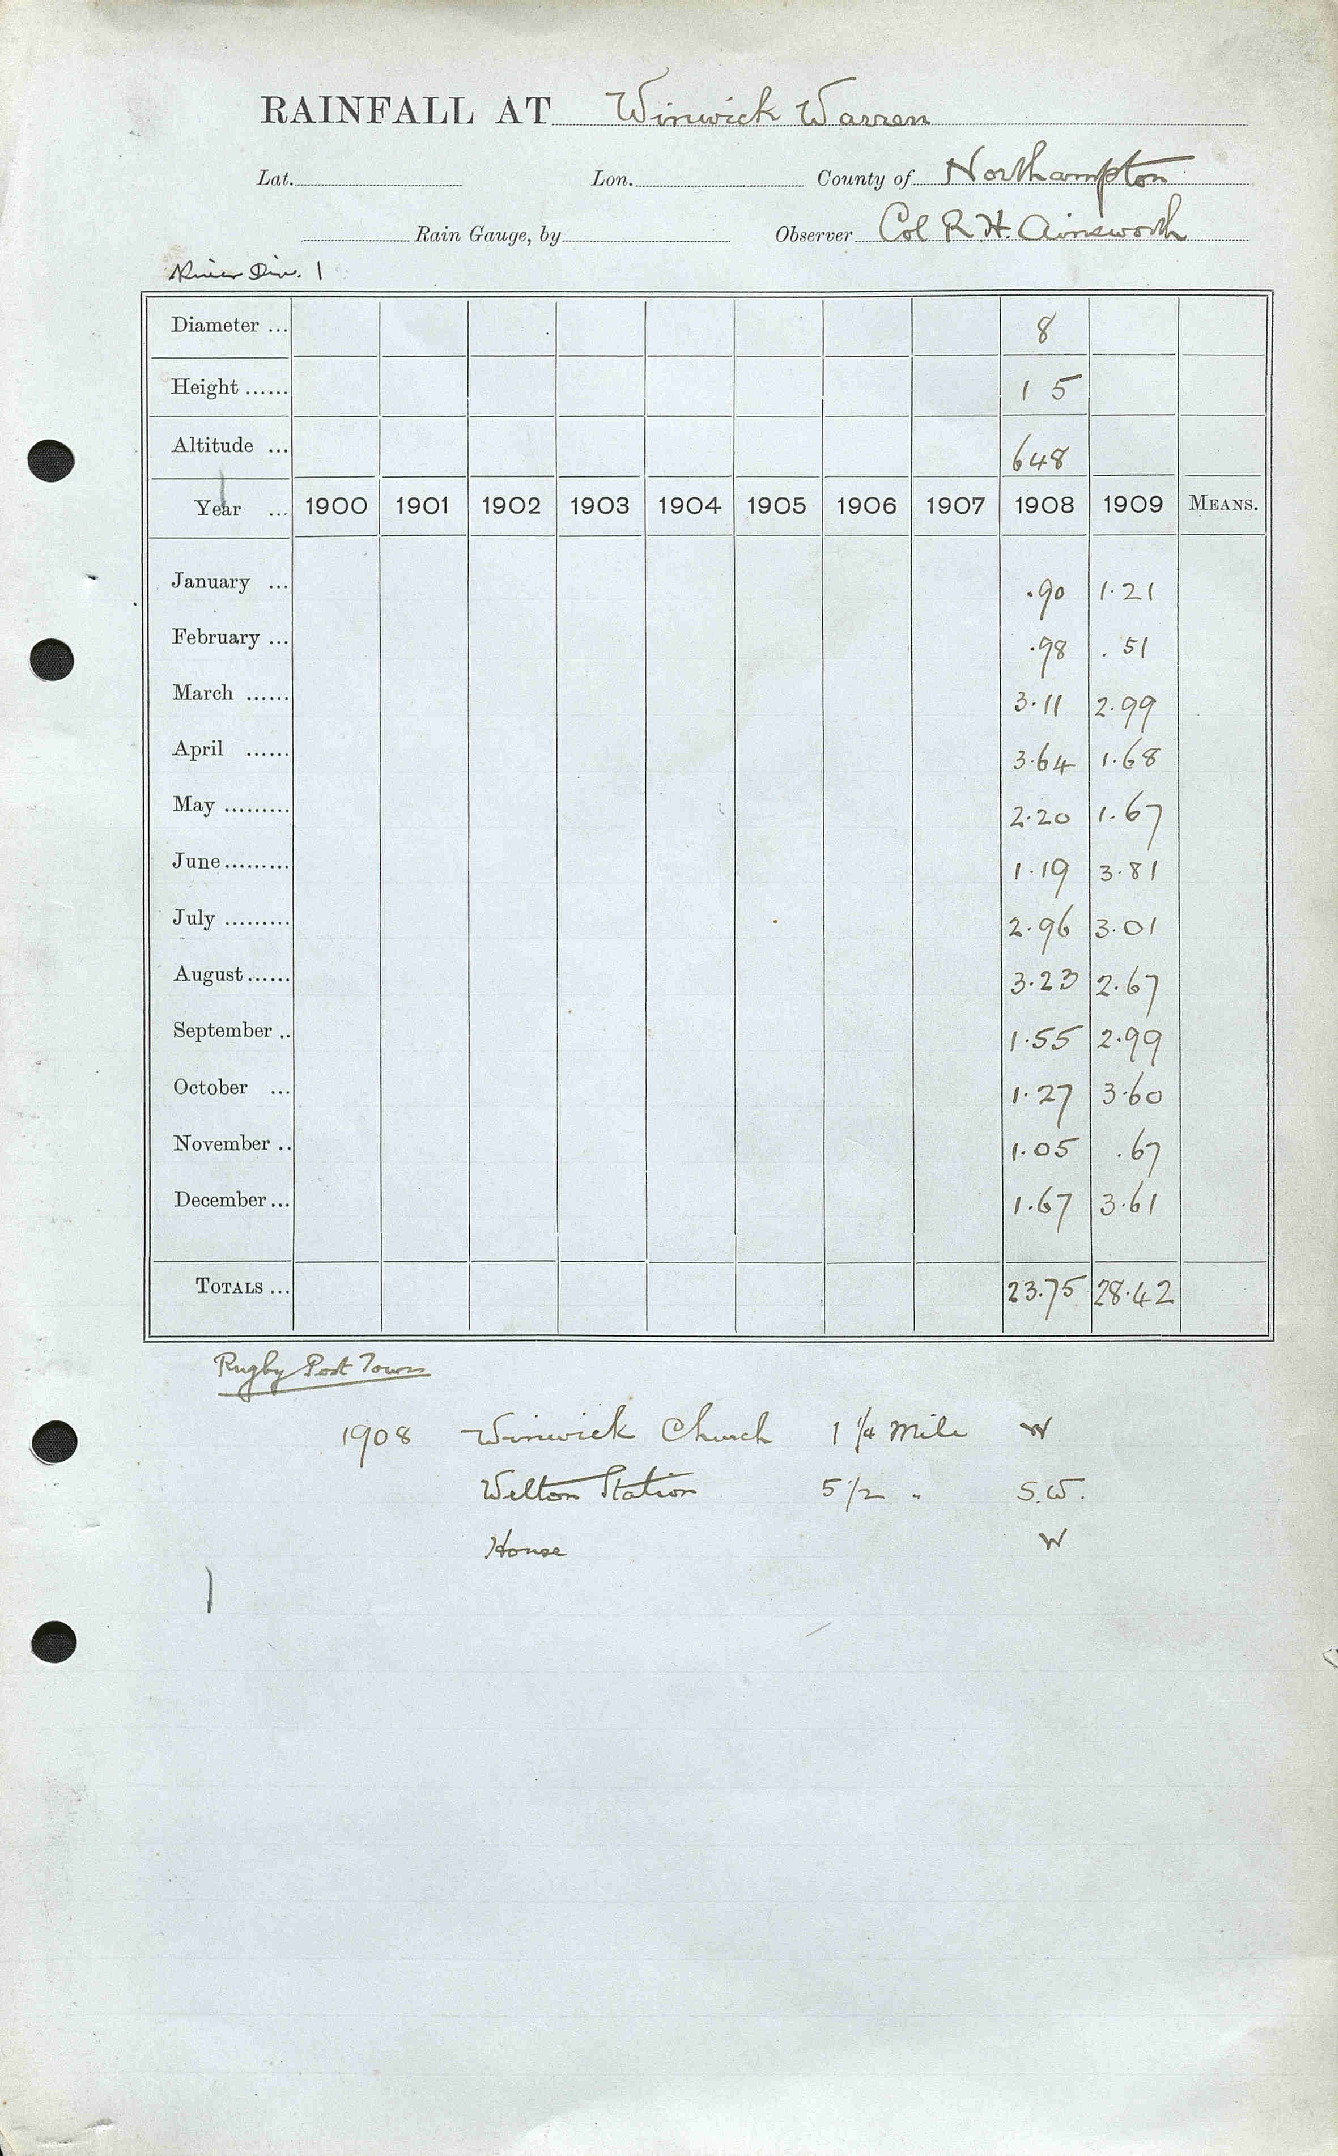 RAINFALL AT Winwick Warren
Lat. Lon. County of Northampton
Rain Gauge, by Observer Col R H. Ainsworth
River Div. 1
Diameter ... 8
Height ...... 1 5
Altitude ... 648
Year ... 1900 1901 1902 1903 1904 1905 1906 1907 1908 1909 MEANS.
January ... .90 1.21
February ... .98 .51
March ...... 3.11 2.99
April ...... 3.64 1.68
May ......... 2.20 1.67
June ......... 1.19 3.81
July ......... 2.96 3.01
August ...... 3.23 2.67
September .. 1.55 2.99
October ... 1.27 3.60
November .. 1.05 .67
December ... 1.67 3.61
TOTALS ... 23.75 28.42
Rugby Post Town
1908 Winwick Church 1 1/4 Mile W
Welton Station 5 1/2 " S.W.
House W